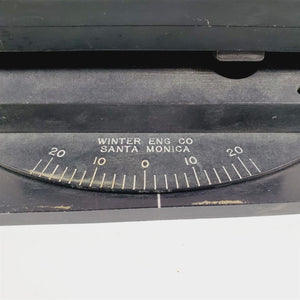 WINTER ENG CO
SANTA MONICA
20 10 0 10 20